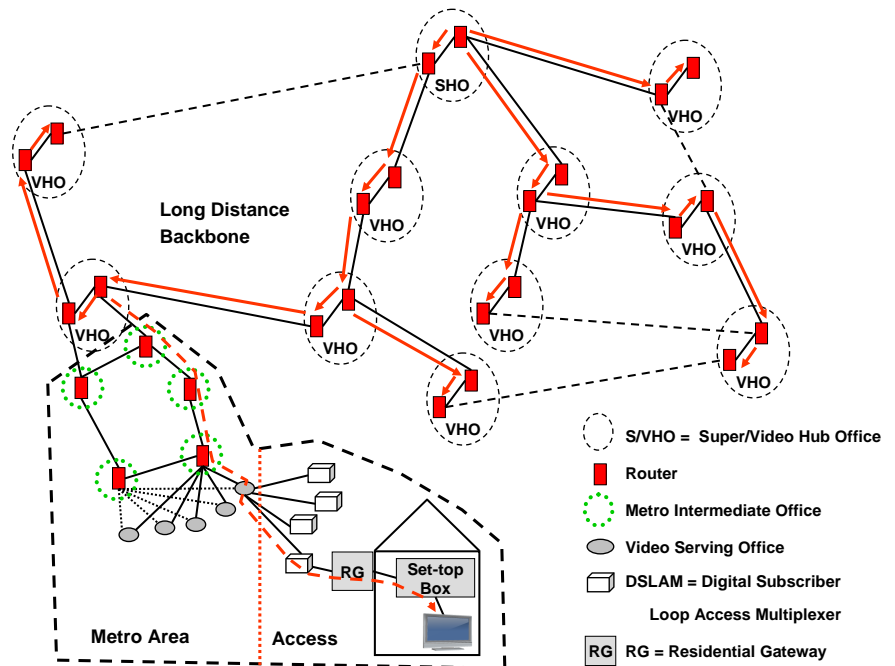 SHO
VHO
VHO
VHO
VHO
VHO
Long Distance
Backbone
VHO
VHO
VHO
VHO
VHO
VHO
S/VHO = Super/Video Hub Office
Router
Metro Intermediate Office
Video Serving Office
DSLAM = Digital Subscriber
Loop Access Multiplexer
RG
RG = Residential Gateway
RG
Set-top
Box
Metro Area
Access